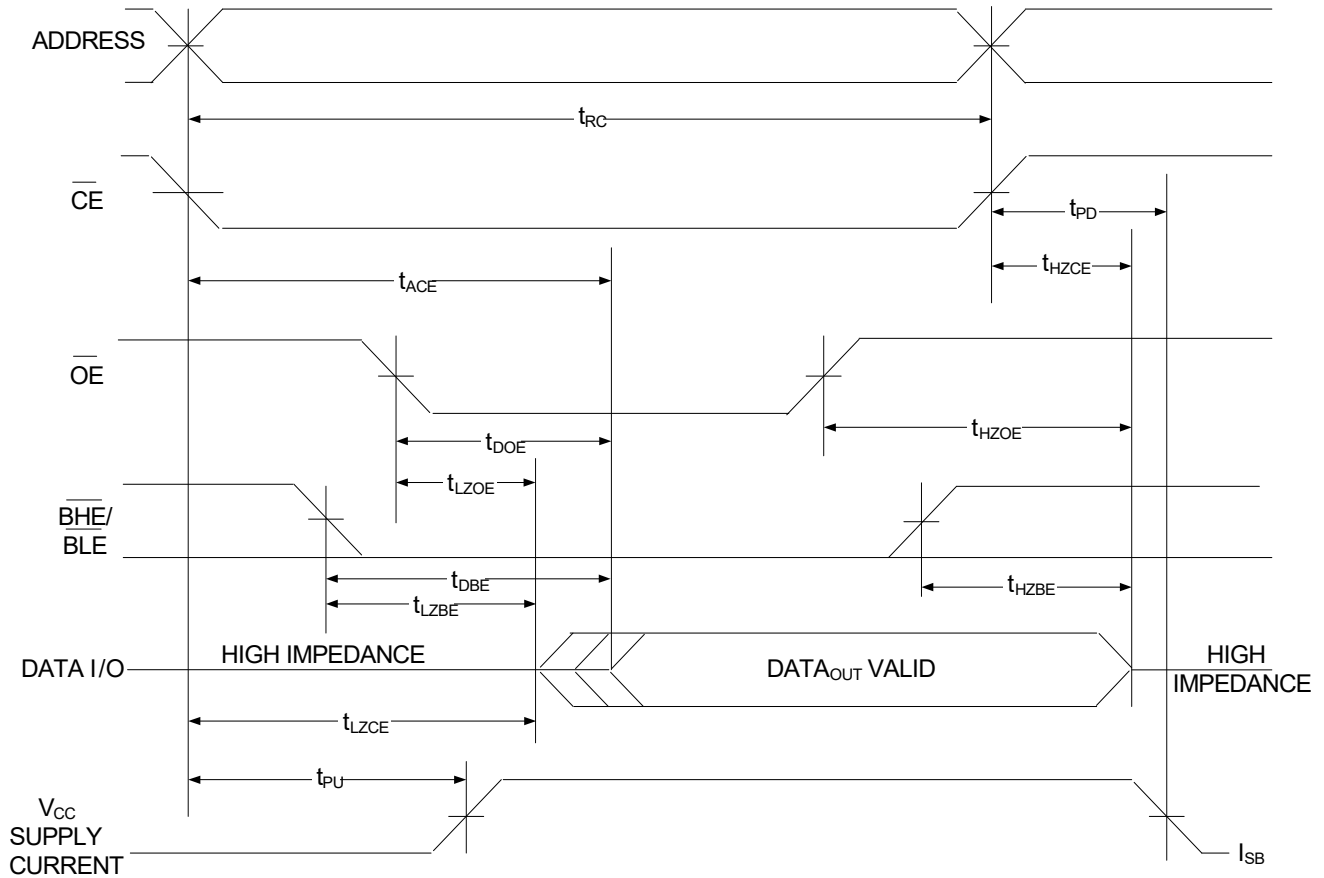 ADDRESS
tRC
CE
tPD
tHZCE
tACE
OE
tDOE
tHZOE
tLZOE
BHE/
BLE
tDBE
tHZBE
tLZBE
DATA I/O
HIGH IMPEDANCE
DATAOUT VALID
HIGH
IMPEDANCE
tLZCE
tPU
VCC
SUPPLY
CURRENT
ISB